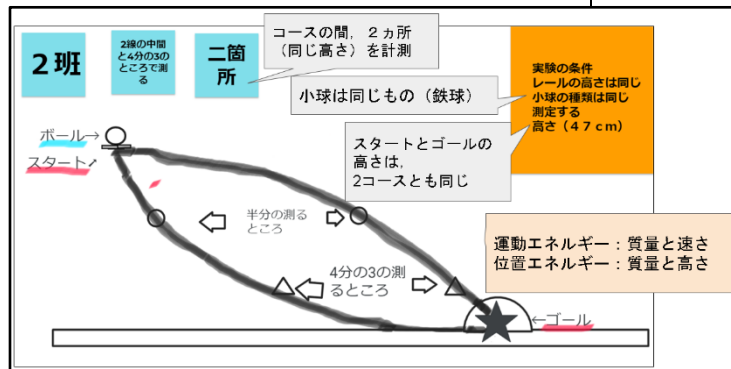 2班
2線の中間
と4分の3の
ところで測
る
二箇
所
コースの間，２ヵ所
（同じ高さ）を計測
小球は同じもの（鉄球）
スタートとゴールの
高さは，
2コースとも同じ
実験の条件
レールの高さは同じ
小球の種類は同じ
測定する
高さ（４７ｃｍ）
ボール→
スタート↗
半分の測る
ところ
4分の3の測
るところ
運動エネルギー：質量と速さ
位置エネルギー：質量と高さ
←ゴール